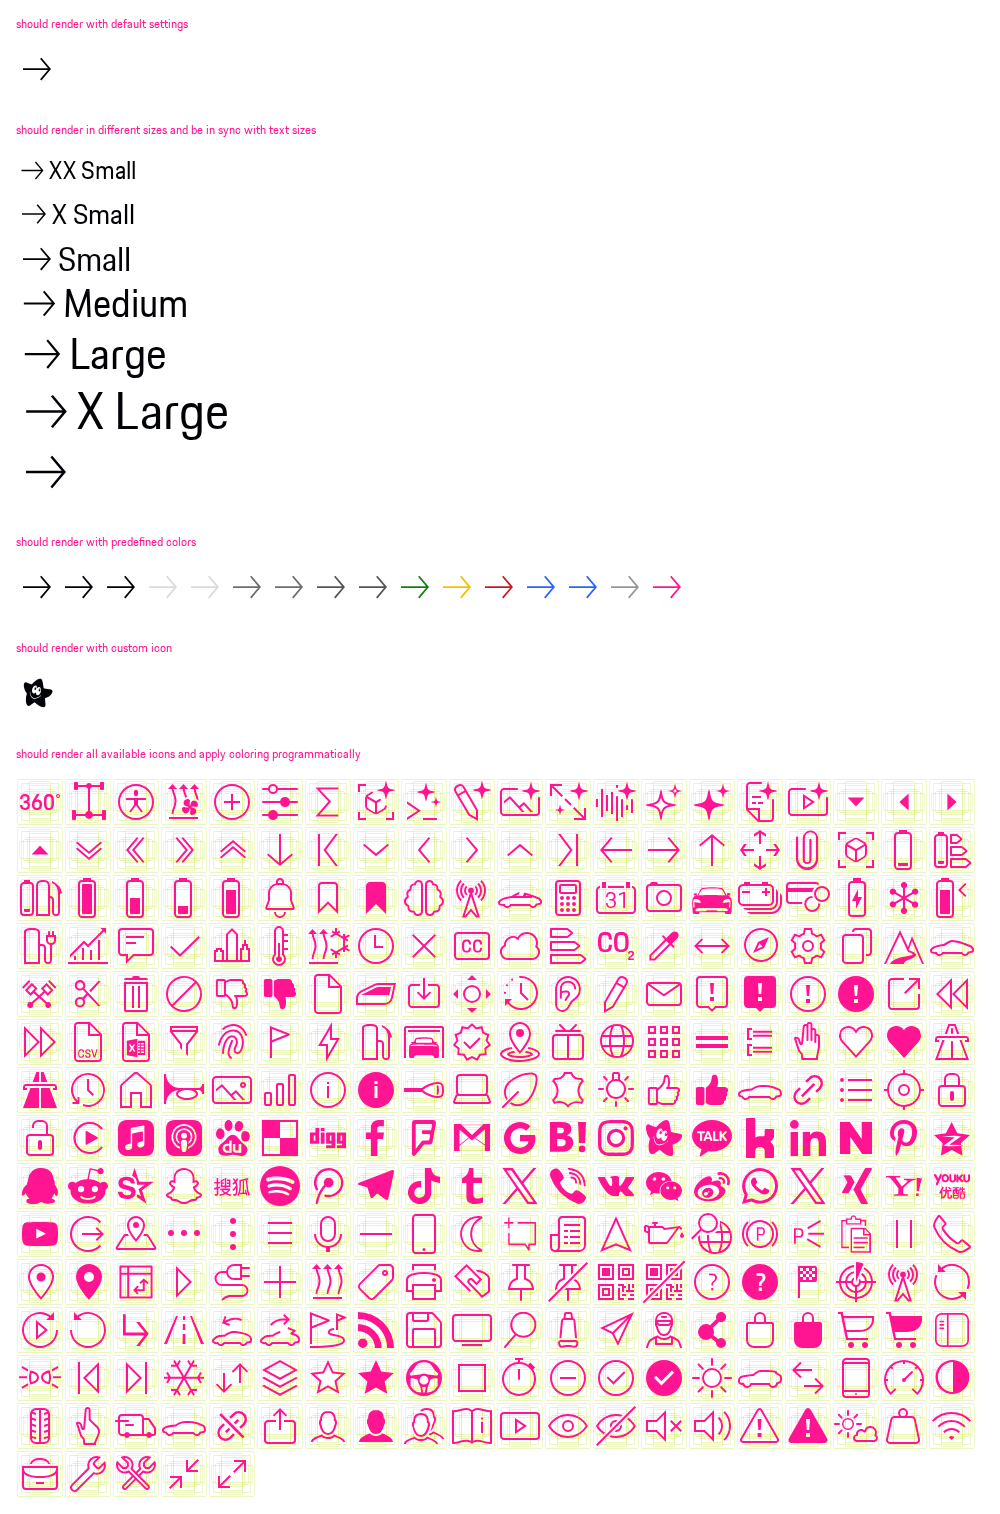 should render with default settings
should render in different sizes and be in sync with text sizes
XX Small
X Small
Small
Medium
Large
X Large
should render with predefined colors
should render with custom icon
should render all available icons and apply coloring programmatically
360°
31
CC
CO2
CSV
X
du
digg
B!
TALK
in
N
搜狐
Y!
YOUKU
优酷
P
P